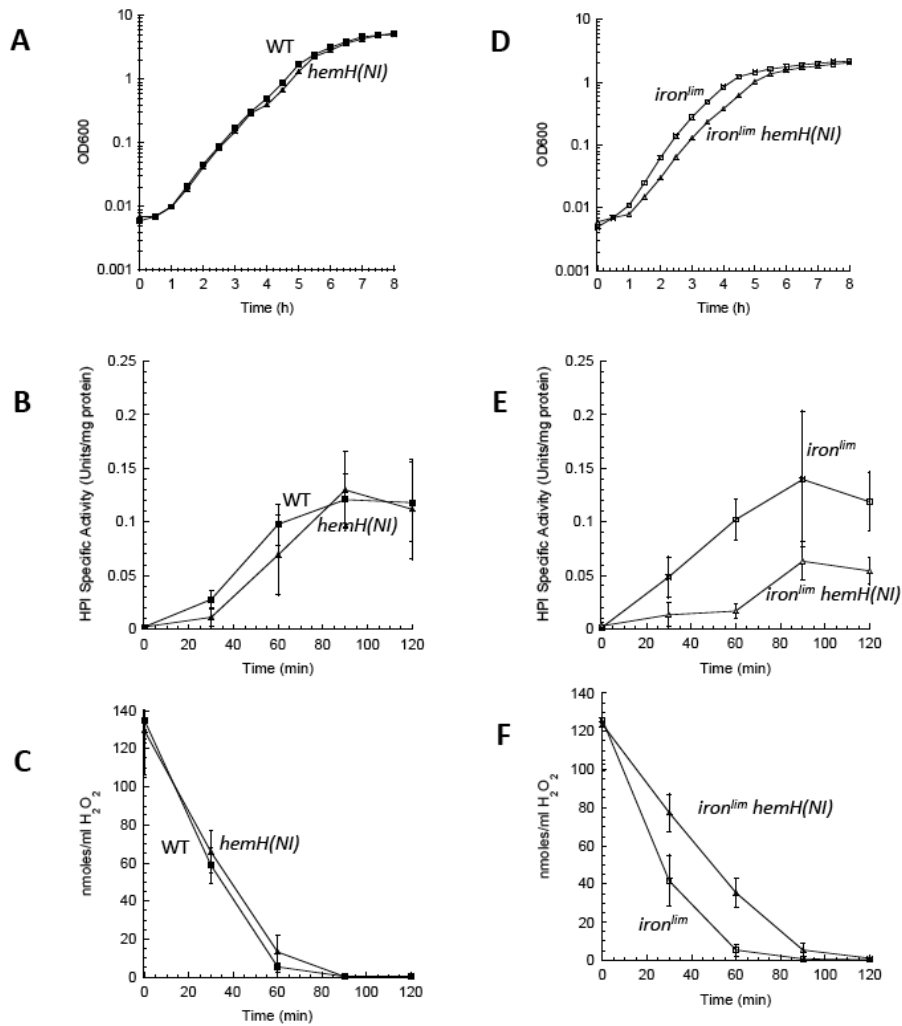 A
OD600
10
1
0.1
0.01
0.001
WT
hemH(NI)
0 1 2 3 4 5 6 7 8
Time (h)
D
OD600
10
1
0.1
0.01
0.001
iron^lim
iron^lim hemH(NI)
0 1 2 3 4 5 6 7 8
Time (h)
B
HPI Specific Activity (Units/mg protein)
0.25
0.2
0.15
0.1
0.05
0
WT
hemH(NI)
0 20 40 60 80 100 120
Time (min)
E
HPI Specific Activity (Units/mg protein)
0.25
0.2
0.15
0.1
0.05
0
iron^lim
iron^lim hemH(NI)
0 20 40 60 80 100 120
Time (min)
C
nmoles/ml H₂O₂
140
120
100
80
60
40
20
0
WT
hemH(NI)
0 20 40 60 80 100 120
Time (min)
F
nmoles/ml H₂O₂
140
120
100
80
60
40
20
0
iron^lim hemH(NI)
iron^lim
0 20 40 60 80 100 120
Time (min)